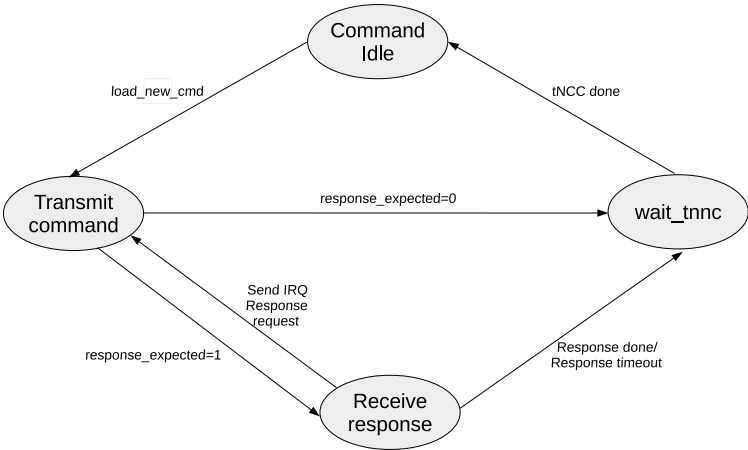 Command
Idle
load_new_cmd
tNCC done
Transmit
command
response_expected=0
wait_tnnc
Send IRQ
Response
request
response_expected=1
Response done/
Response timeout
Receive
response